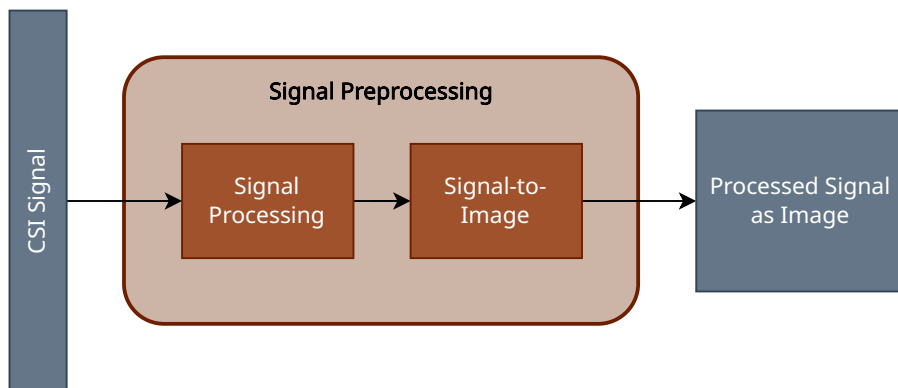 CSI Signal
Signal Preprocessing
Signal
Processing
Signal-to-
Image
Processed Signal
as Image